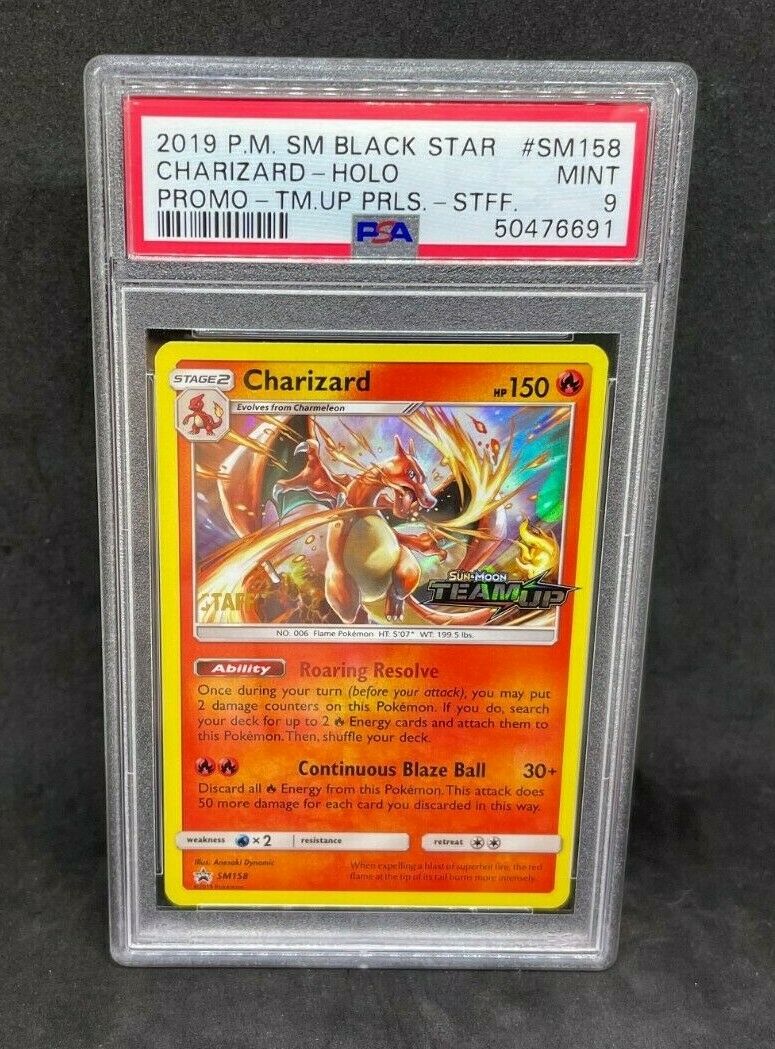 2019 P.M. SM BLACK STAR #SM158
CHARIZARD - HOLO MINT
PROMO - TM.UP PRLS. - STFF. 9
PSA 50476691
STAGE2 Charizard HP 150
Evolves from Charmeleon
SUN & MOON
STAFF TEAM UP
NO. 006 Flame Pokémon HT: 5'07" WT: 199.5 lbs.
Ability Roaring Resolve
Once during your turn (before your attack), you may put
2 damage counters on this Pokémon. If you do, search
your deck for up to 2 Energy cards and attach them to
this Pokémon. Then, shuffle your deck.
Continuous Blaze Ball 30+
Discard all Energy from this Pokémon. This attack does
50 more damage for each card you discarded in this way.
weakness ×2 resistance retreat
Illus. Anesaki Dynamic
SM158
©2019 Pokémon
When expelling a blast of superhot fire, the red
flame at the tip of its tail burns more intensely.